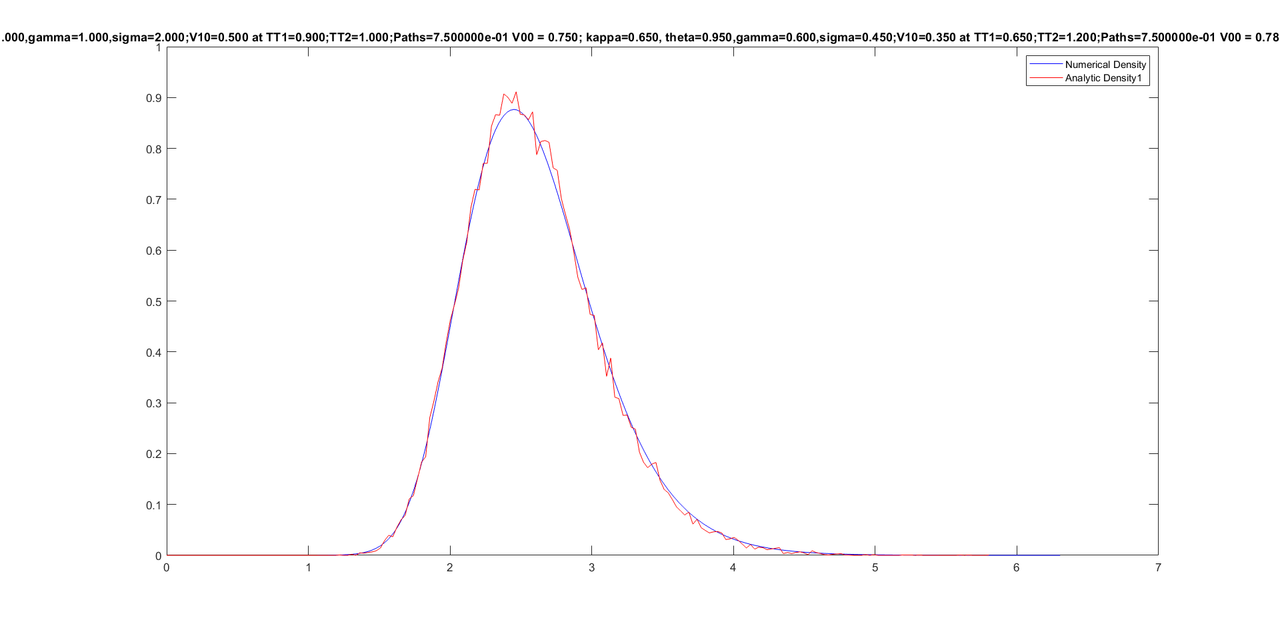 .000,gamma=1.000,sigma=2.000;V10=0.500 at TT1=0.900;TT2=1.000;Paths=7.500000e-01 V00 = 0.750; kappa=0.650, theta=0.950,gamma=0.600,sigma=0.450;V10=0.350 at TT1=0.650;TT2=1.200;Paths=7.500000e-01 V00 = 0.78
1
Numerical Density
Analytic Density1
0.9
0.8
0.7
0.6
0.5
0.4
0.3
0.2
0.1
0
0 1 2 3 4 5 6 7